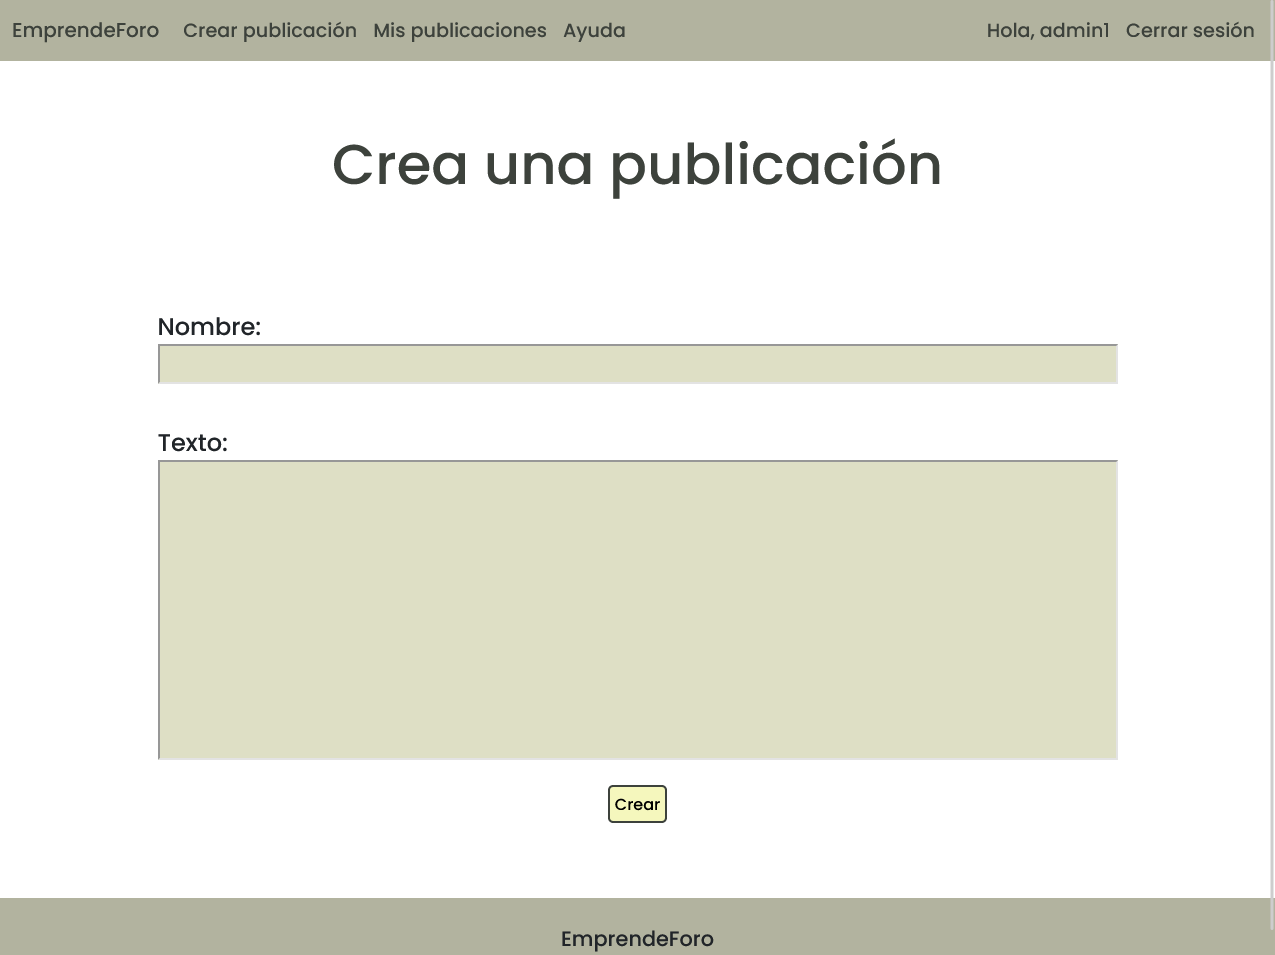 EmprendeForo Crear publicación Mis publicaciones Ayuda Hola, admin1 Cerrar sesión
Crea una publicación
Nombre:
Texto:
Crear
EmprendeForo